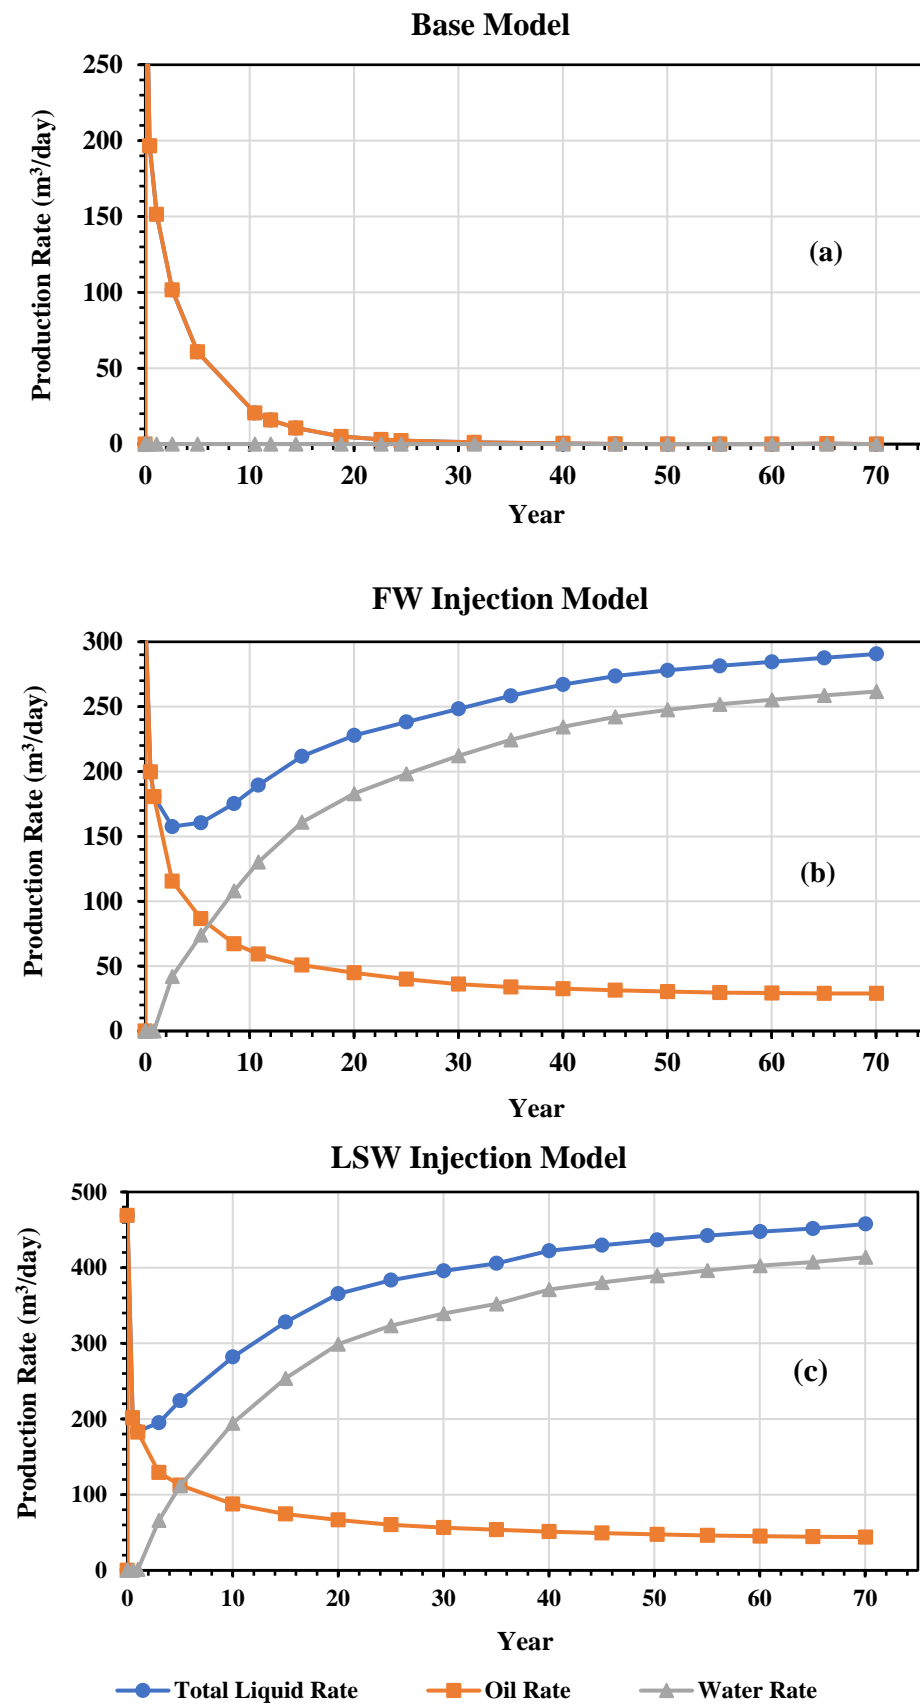 Base Model
250
200
150
100
50
0
0 10 20 30 40 50 60 70
Production Rate (m³/day)
Year
(a)
FW Injection Model
300
250
200
150
100
50
0
0 10 20 30 40 50 60 70
Production Rate (m³/day)
Year
(b)
LSW Injection Model
500
400
300
200
100
0
0 10 20 30 40 50 60 70
Production Rate (m³/day)
Year
(c)
Total Liquid Rate Oil Rate Water Rate